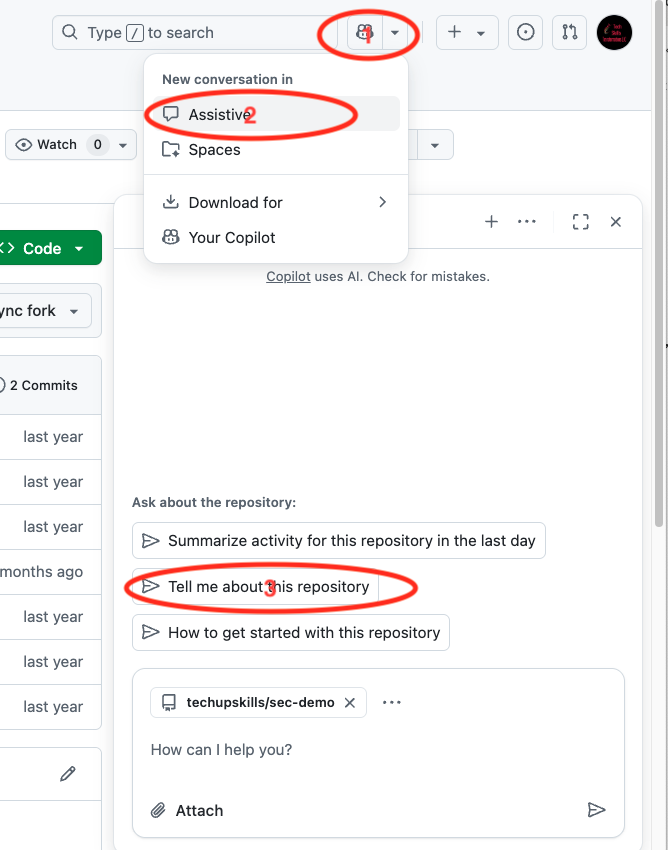 Type / to search
1
New conversation in
Assistive
2
Spaces
Download for
Your Copilot
Watch 0
Code
ync fork
2 Commits
last year
last year
last year
months ago
last year
last year
last year
Copilot uses AI. Check for mistakes.
Ask about the repository:
Summarize activity for this repository in the last day
Tell me about this repository
3
How to get started with this repository
techupskills/sec-demo
How can I help you?
Attach